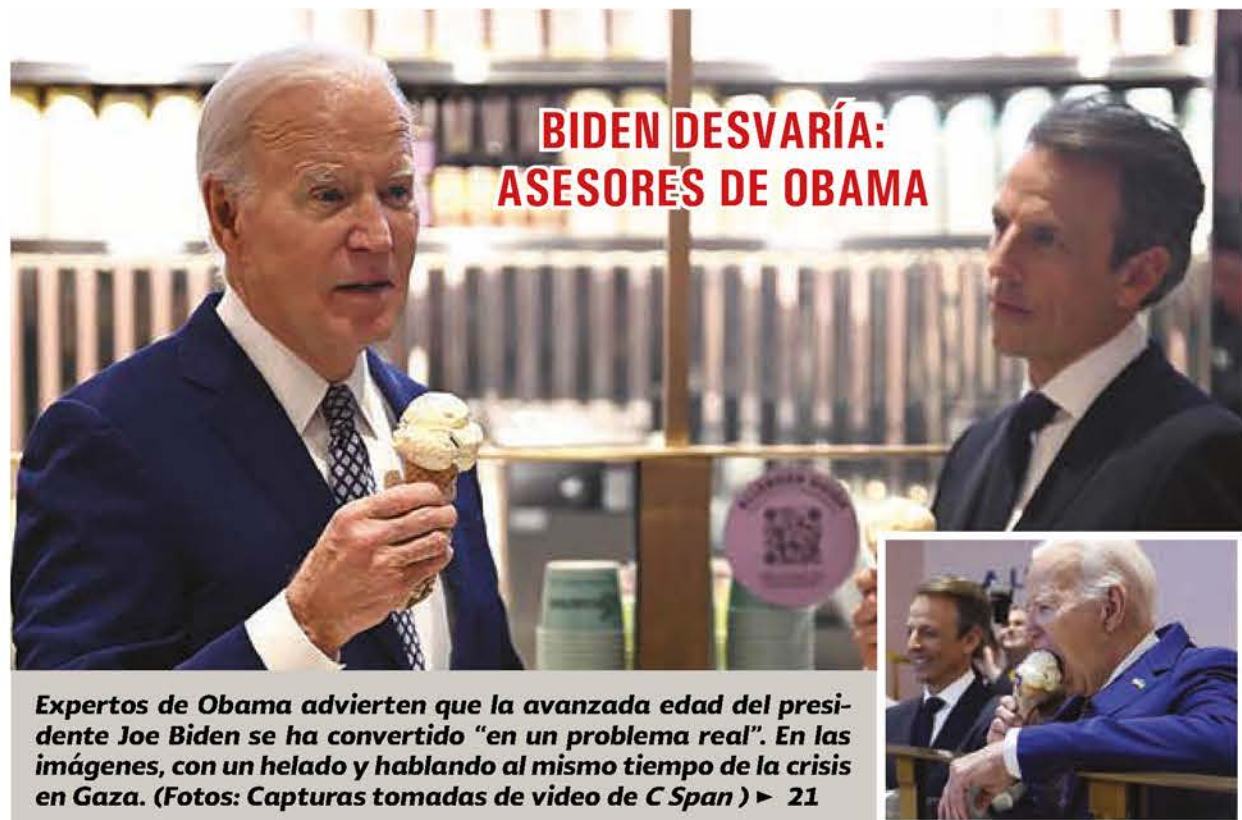 BIDEN DESVARÍA:
ASESORES DE OBAMA
Expertos de Obama advierten que la avanzada edad del presi-
dente Joe Biden se ha convertido “en un problema real”. En las
imágenes, con un helado y hablando al mismo tiempo de la crisis
en Gaza. (Fotos: Capturas tomadas de video de C Span ) ► 21